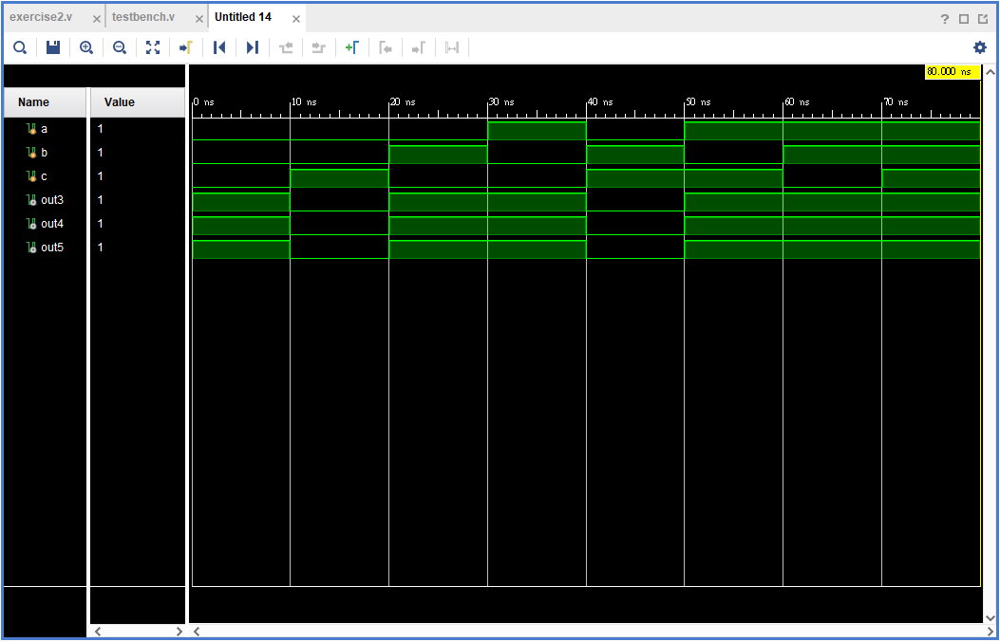 exercise2.v × testbench.v × Untitled 14 ×
?
80.000 ns
Name Value
0 ns 10 ns 20 ns 30 ns 40 ns 50 ns 60 ns 70 ns
a 1
b 1
c 1
out3 1
out4 1
out5 1